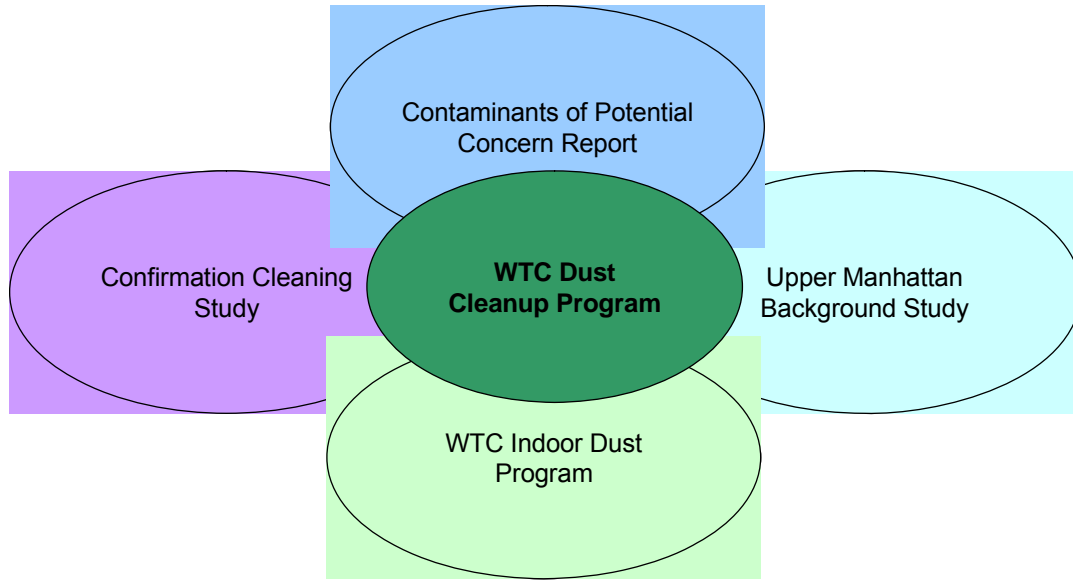 Contaminants of Potential
Concern Report
Confirmation Cleaning
Study
WTC Dust
Cleanup Program
Upper Manhattan
Background Study
WTC Indoor Dust
Program